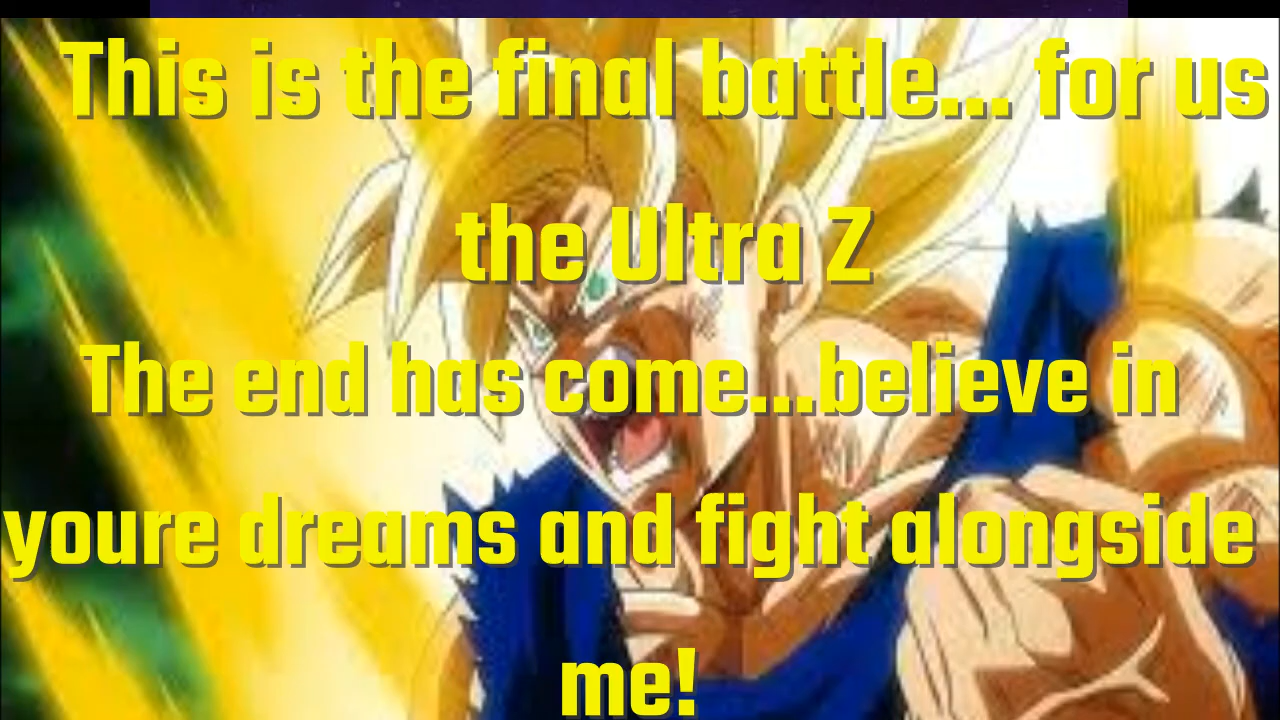 This is the final battle... for us
the Ultra Z
The end has come...believe in
youre dreams and fight alongside
me!